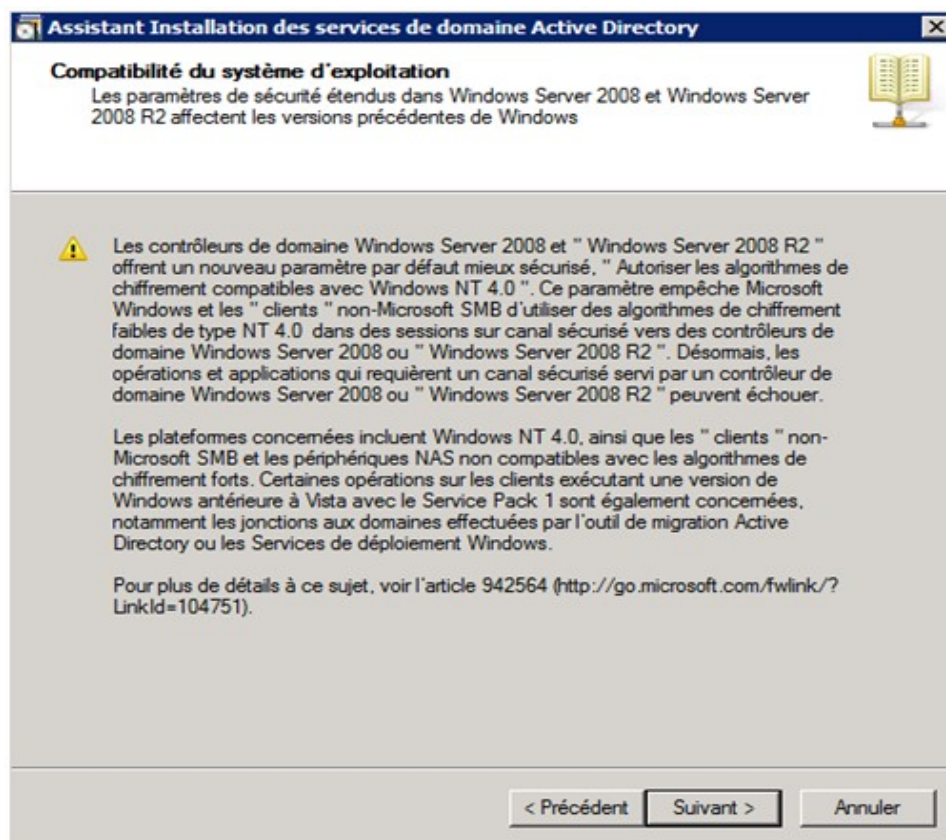 Assistant Installation des services de domaine Active Directory
Compatibilité du système d'exploitation
Les paramètres de sécurité étendus dans Windows Server 2008 et Windows Server
2008 R2 affectent les versions précédentes de Windows
Les contrôleurs de domaine Windows Server 2008 et " Windows Server 2008 R2 "
offrent un nouveau paramètre par défaut mieux sécurisé, " Autoriser les algorithmes de
chiffrement compatibles avec Windows NT 4.0 ". Ce paramètre empêche Microsoft
Windows et les " clients " non-Microsoft SMB d'utiliser des algorithmes de chiffrement
faibles de type NT 4.0 dans des sessions sur canal sécurisé vers des contrôleurs de
domaine Windows Server 2008 ou " Windows Server 2008 R2 ". Désormais, les
opérations et applications qui requièrent un canal sécurisé servi par un contrôleur de
domaine Windows Server 2008 ou " Windows Server 2008 R2 " peuvent échouer.
Les plateformes concernées incluent Windows NT 4.0, ainsi que les " clients " non-
Microsoft SMB et les périphériques NAS non compatibles avec les algorithmes de
chiffrement forts. Certaines opérations sur les clients exécutant une version de
Windows antérieure à Vista avec le Service Pack 1 sont également concernées,
notamment les jonctions aux domaines effectuées par l'outil de migration Active
Directory ou les Services de déploiement Windows.
Pour plus de détails à ce sujet, voir l'article 942564 (http://go.microsoft.com/fwlink/?
LinkId=104751).
< Précédent
Suivant >
Annuler